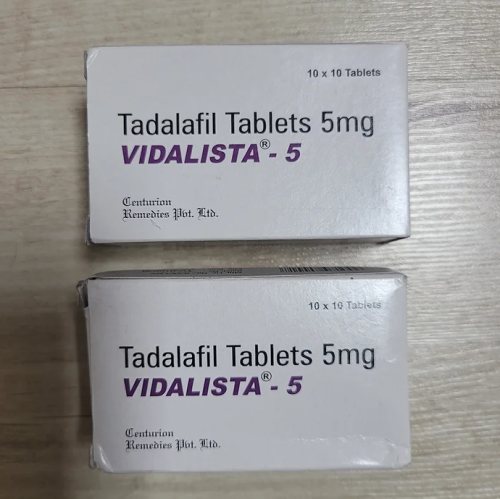 10 x 10 Tablets
Tadalafil Tablets 5mg
VIDALISTA® - 5
Centurion
Remedies Pvt. Ltd.
10 x 10 Tablets
Tadalafil Tablets 5mg
VIDALISTA® - 5
Centurion
Remedies Pvt. Ltd.